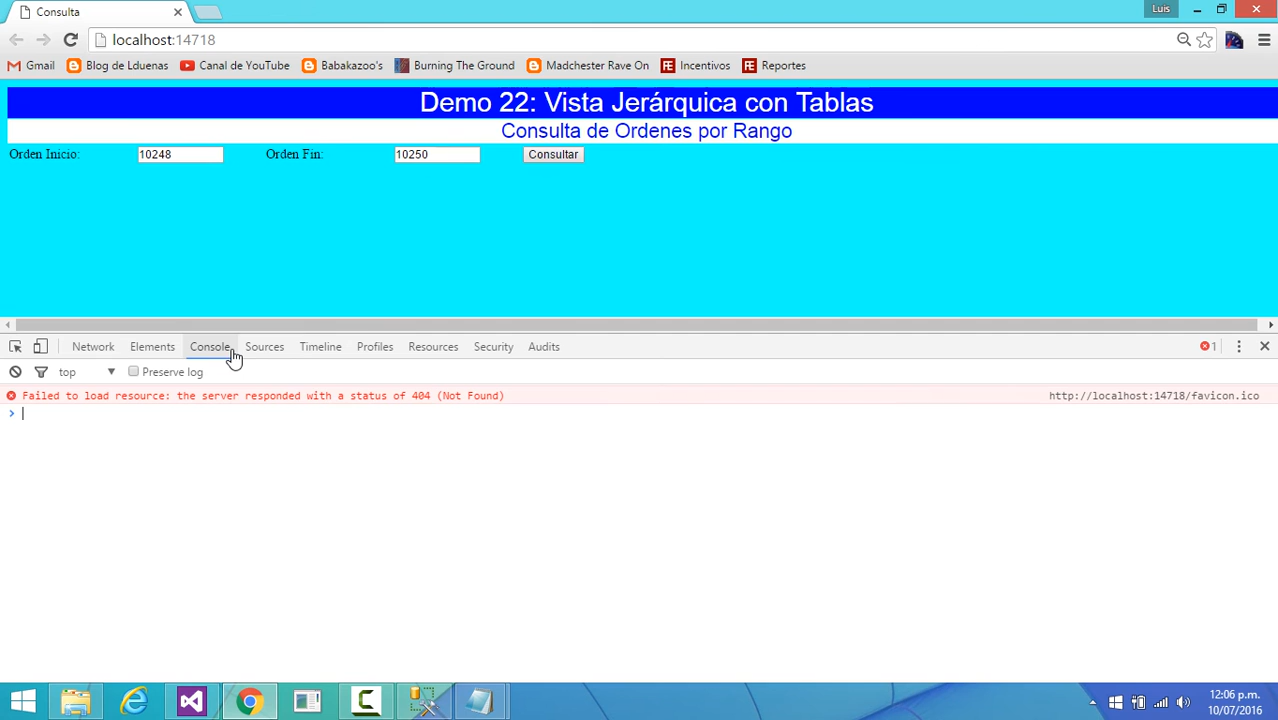 Consulta
Luis
localhost:14718
Gmail Blog de Lduenas Canal de YouTube Babakazoo's Burning The Ground Madchester Rave On Incentivos Reportes
Demo 22: Vista Jerárquica con Tablas
Consulta de Ordenes por Rango
Orden Inicio: 10248 Orden Fin: 10250 Consultar
Network Elements Console Sources Timeline Profiles Resources Security Audits 1
top Preserve log
Failed to load resource: the server responded with a status of 404 (Not Found) http://localhost:14718/favicon.ico
12:06 p.m.
10/07/2016